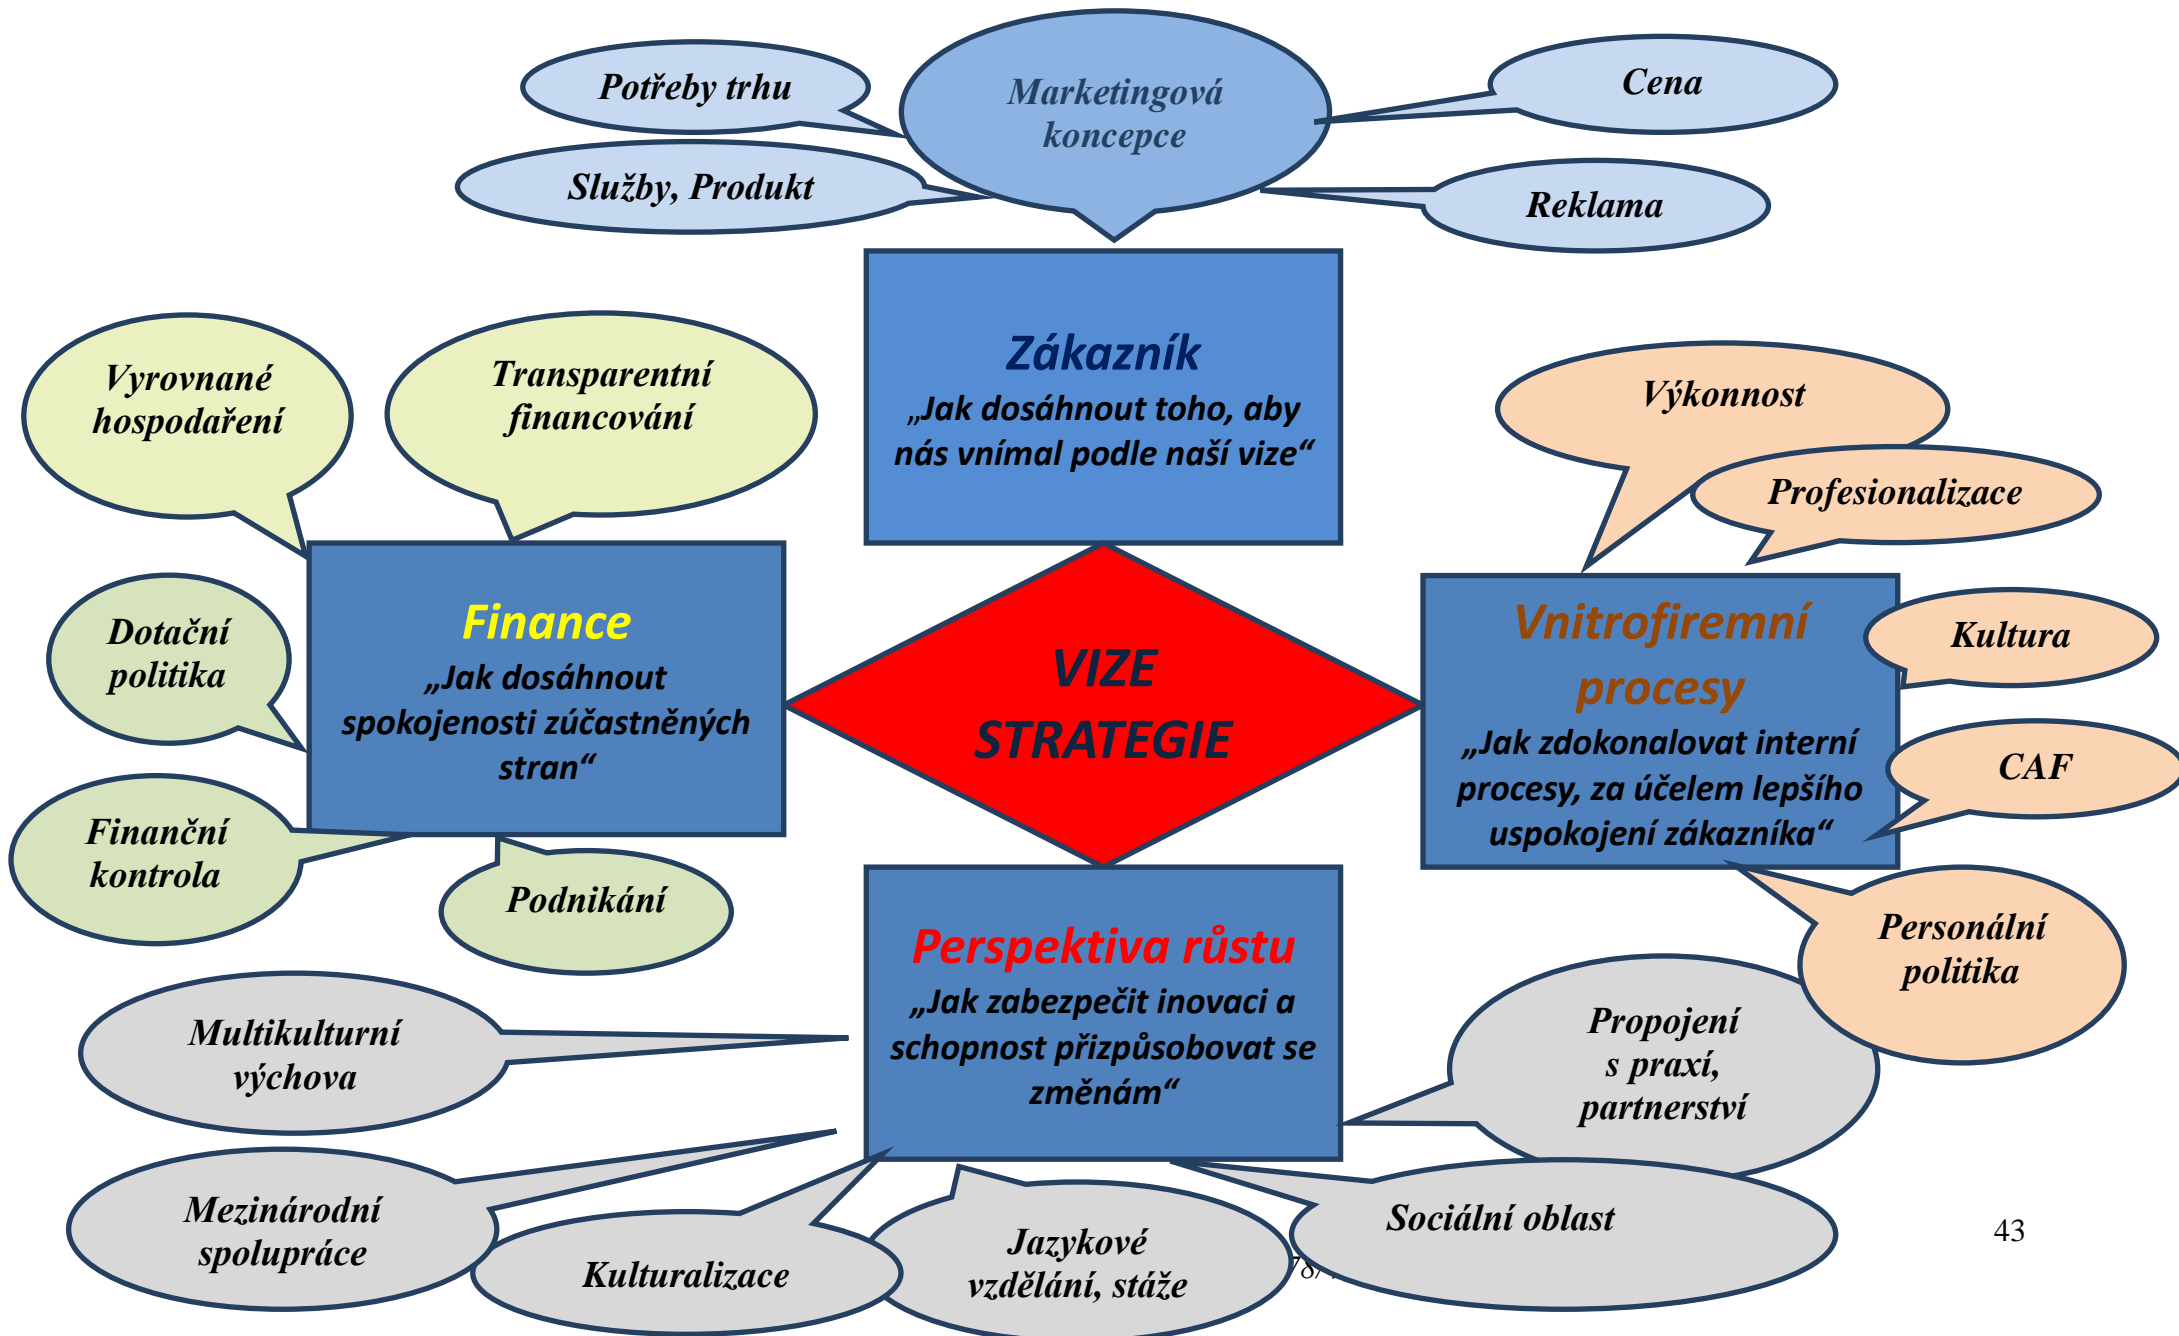 Potřeby trhu
Marketingová
koncepce
Cena
Služby, Produkt
Reklama
Zákazník
„Jak dosáhnout toho, aby
nás vnímal podle naší vize“
Vyrovnané
hospodaření
Transparentní
financování
Výkonnost
Profesionalizace
Dotační
politika
Finance
„Jak dosáhnout
spokojenosti zúčastněných
stran“
VIZE
STRATEGIE
Vnitrofiremní
procesy
„Jak zdokonalovat interní
procesy, za účelem lepšího
uspokojení zákazníka“
Kultura
CAF
Finanční
kontrola
Podnikání
Personální
politika
Perspektiva růstu
„Jak zabezpečit inovaci a
schopnost přizpůsobovat se
změnám“
Multikulturní
výchova
Propojení
s praxí,
partnerství
Mezinárodní
spolupráce
Kulturalizace
Jazykové
vzdělání, stáže
Sociální oblast
43